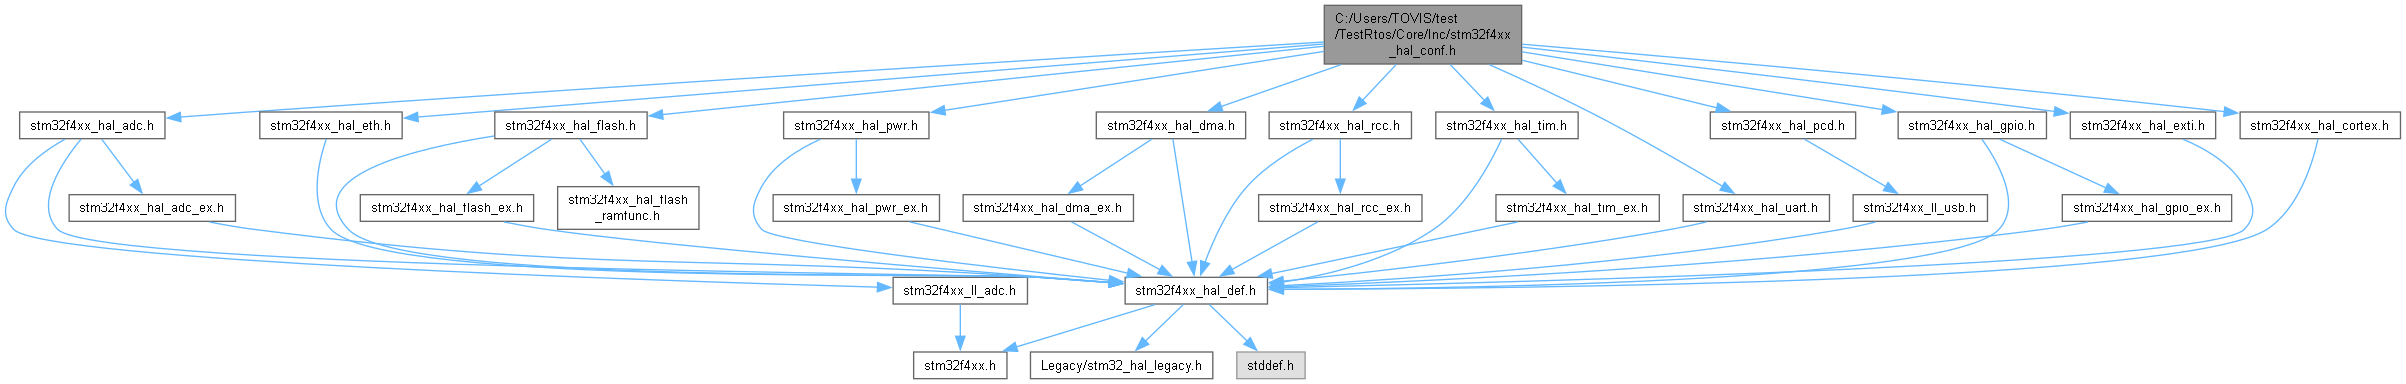 C:/Users/TOVIS/test
/TestRtos/Core/Inc/stm32f4xx
_hal_conf.h
stm32f4xx_hal_adc.h
stm32f4xx_hal_eth.h
stm32f4xx_hal_flash.h
stm32f4xx_hal_pwr.h
stm32f4xx_hal_dma.h
stm32f4xx_hal_rcc.h
stm32f4xx_hal_tim.h
stm32f4xx_hal_pcd.h
stm32f4xx_hal_gpio.h
stm32f4xx_hal_exti.h
stm32f4xx_hal_cortex.h
stm32f4xx_hal_adc_ex.h
stm32f4xx_hal_flash_ex.h
stm32f4xx_hal_flash
_ramfunc.h
stm32f4xx_hal_pwr_ex.h
stm32f4xx_hal_dma_ex.h
stm32f4xx_hal_rcc_ex.h
stm32f4xx_hal_tim_ex.h
stm32f4xx_hal_uart.h
stm32f4xx_ll_usb.h
stm32f4xx_hal_gpio_ex.h
stm32f4xx_ll_adc.h
stm32f4xx_hal_def.h
stm32f4xx.h
Legacy/stm32_hal_legacy.h
stddef.h